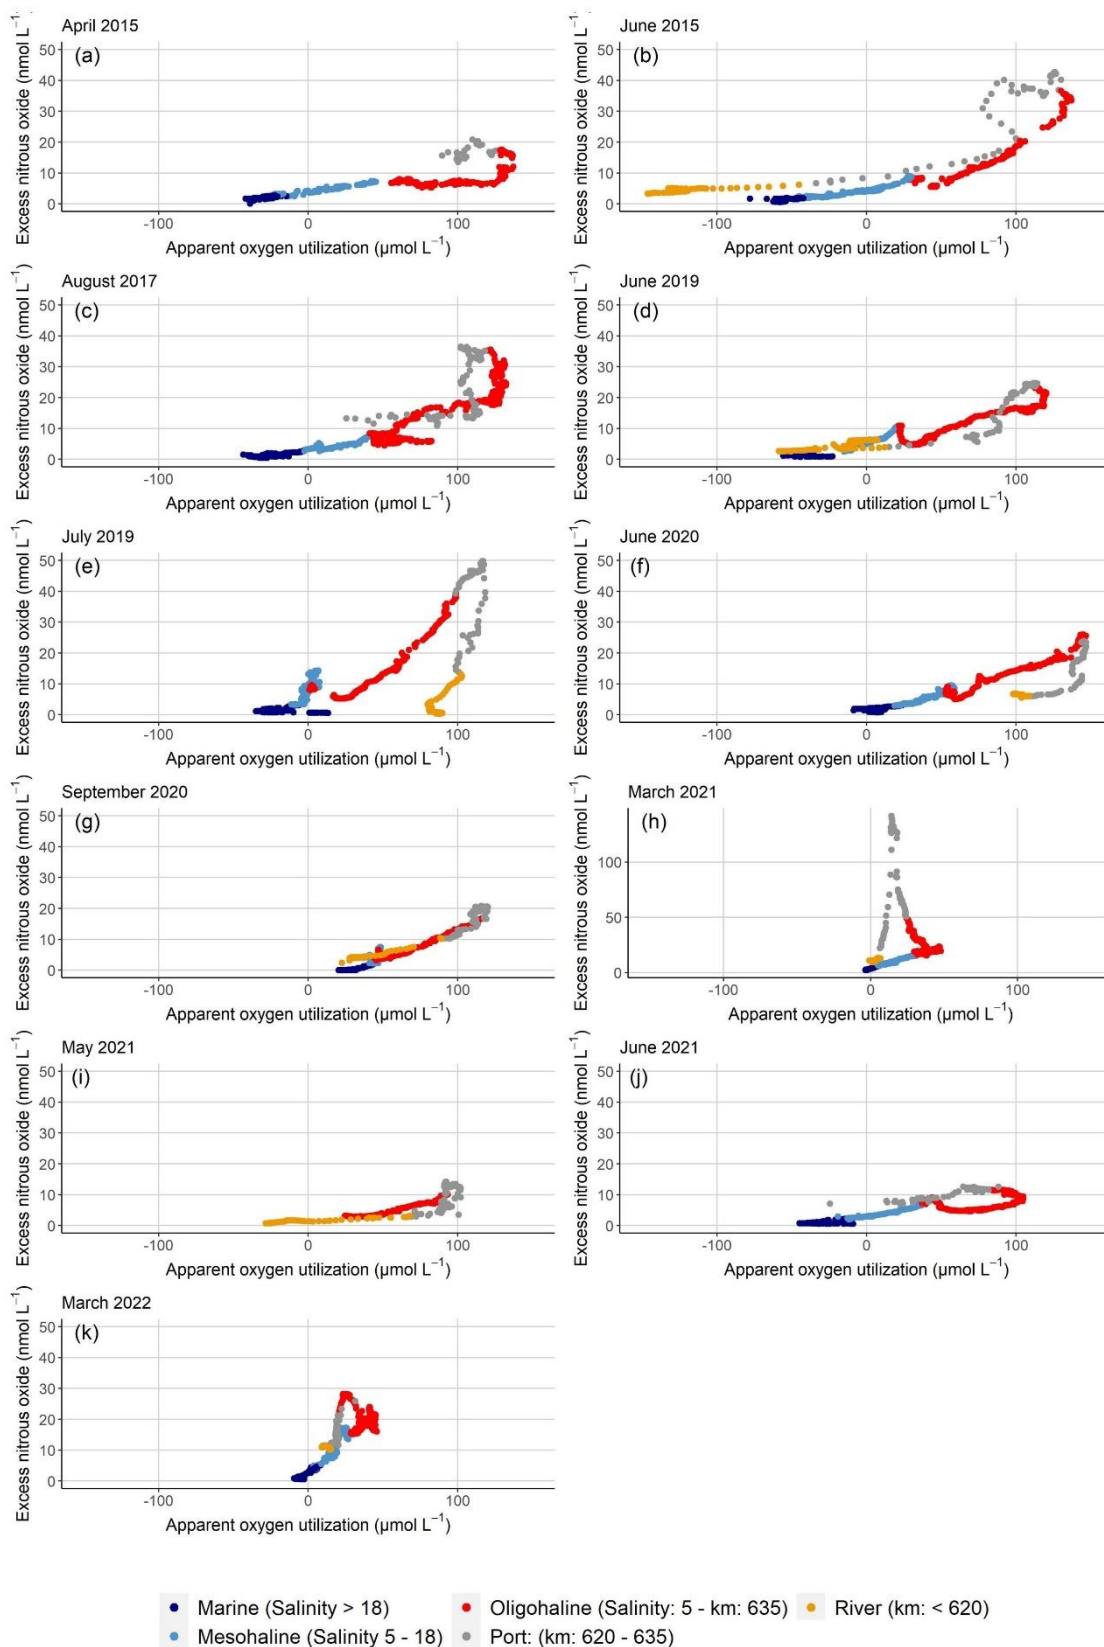 April 2015
(a)
Excess nitrous oxide (nmol L⁻¹)
50
40
30
20
10
0
-100
0
100
Apparent oxygen utilization (µmol L⁻¹)
June 2015
(b)
Excess nitrous oxide (nmol L⁻¹)
50
40
30
20
10
0
-100
0
100
Apparent oxygen utilization (µmol L⁻¹)
August 2017
(c)
Excess nitrous oxide (nmol L⁻¹)
50
40
30
20
10
0
-100
0
100
Apparent oxygen utilization (µmol L⁻¹)
June 2019
(d)
Excess nitrous oxide (nmol L⁻¹)
50
40
30
20
10
0
-100
0
100
Apparent oxygen utilization (µmol L⁻¹)
July 2019
(e)
Excess nitrous oxide (nmol L⁻¹)
50
40
30
20
10
0
-100
0
100
Apparent oxygen utilization (µmol L⁻¹)
June 2020
(f)
Excess nitrous oxide (nmol L⁻¹)
50
40
30
20
10
0
-100
0
100
Apparent oxygen utilization (µmol L⁻¹)
September 2020
(g)
Excess nitrous oxide (nmol L⁻¹)
50
40
30
20
10
0
-100
0
100
Apparent oxygen utilization (µmol L⁻¹)
March 2021
(h)
Excess nitrous oxide (nmol L⁻¹)
100
50
0
-100
0
100
Apparent oxygen utilization (µmol L⁻¹)
May 2021
(i)
Excess nitrous oxide (nmol L⁻¹)
50
40
30
20
10
0
-100
0
100
Apparent oxygen utilization (µmol L⁻¹)
June 2021
(j)
Excess nitrous oxide (nmol L⁻¹)
50
40
30
20
10
0
-100
0
100
Apparent oxygen utilization (µmol L⁻¹)
March 2022
(k)
Excess nitrous oxide (nmol L⁻¹)
50
40
30
20
10
0
-100
0
100
Apparent oxygen utilization (µmol L⁻¹)
Marine (Salinity > 18)
Oligohaline (Salinity: 5 - km: 635)
River (km: < 620)
Mesohaline (Salinity 5 - 18)
Port: (km: 620 - 635)